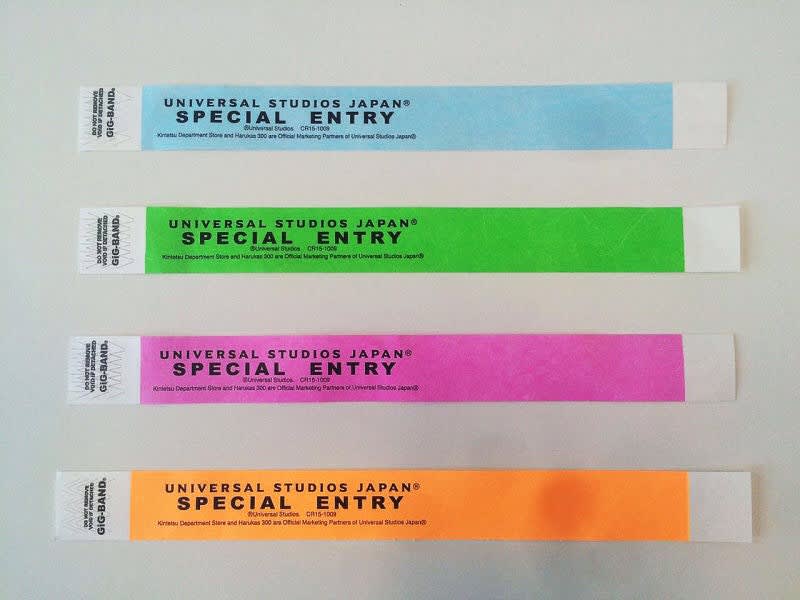 DO NOT REMOVE
VOID IF DETACHED
GiG-BAND®
UNIVERSAL STUDIOS JAPAN®
SPECIAL ENTRY
®Universal Studios. CR15-1009
Kintetsu Department Store and Harukas 300 are Official Marketing Partners of Universal Studios Japan®
DO NOT REMOVE
VOID IF DETACHED
GiG-BAND®
UNIVERSAL STUDIOS JAPAN®
SPECIAL ENTRY
®Universal Studios. CR15-1009
Kintetsu Department Store and Harukas 300 are Official Marketing Partners of Universal Studios Japan®
DO NOT REMOVE
VOID IF DETACHED
GiG-BAND®
UNIVERSAL STUDIOS JAPAN®
SPECIAL ENTRY
®Universal Studios. CR15-1009
Kintetsu Department Store and Harukas 300 are Official Marketing Partners of Universal Studios Japan®
DO NOT REMOVE
VOID IF DETACHED
GiG-BAND®
UNIVERSAL STUDIOS JAPAN®
SPECIAL ENTRY
®Universal Studios. CR15-1009
Kintetsu Department Store and Harukas 300 are Official Marketing Partners of Universal Studios Japan®